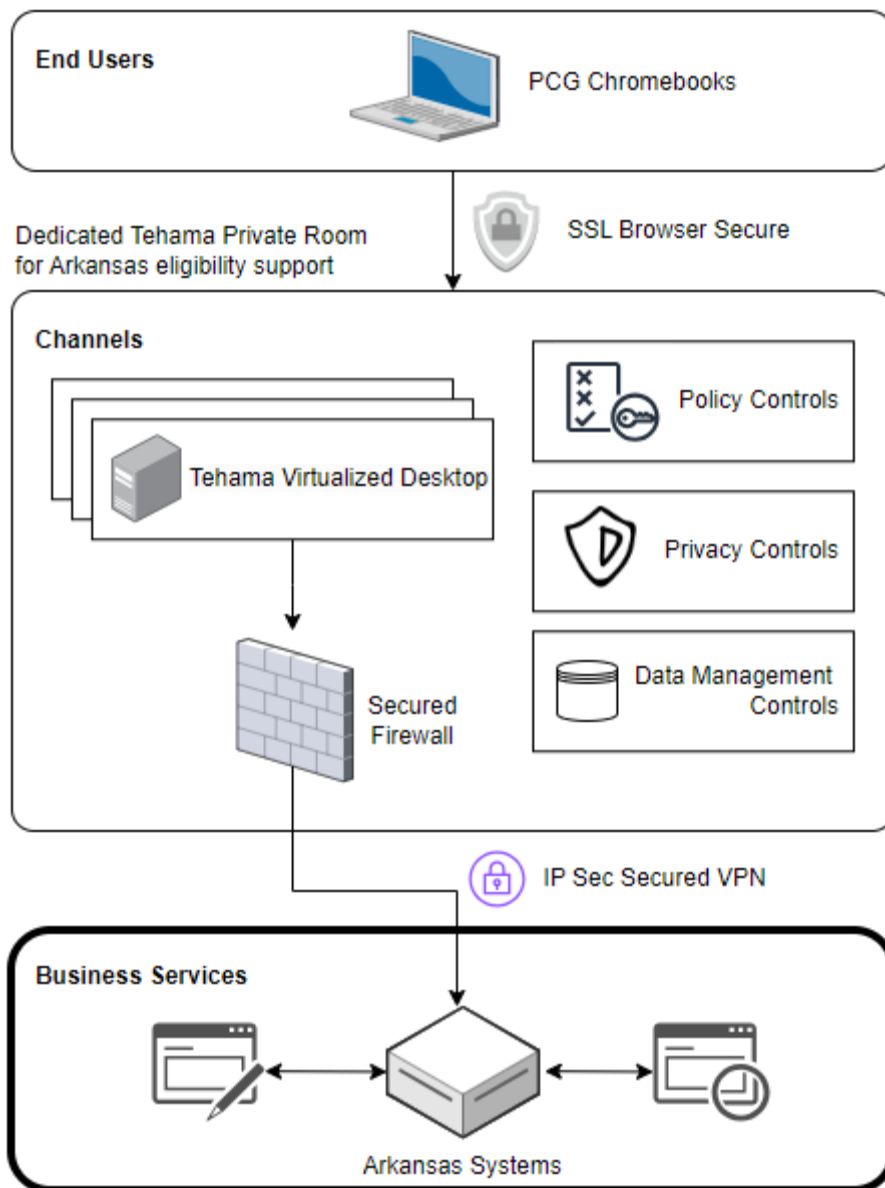 End Users
PCG Chromebooks
SSL Browser Secure
Dedicated Tehama Private Room
for Arkansas eligibility support
Channels
Tehama Virtualized Desktop
Policy Controls
Privacy Controls
Data Management
Controls
Secured
Firewall
IP Sec Secured VPN
Business Services
Arkansas Systems